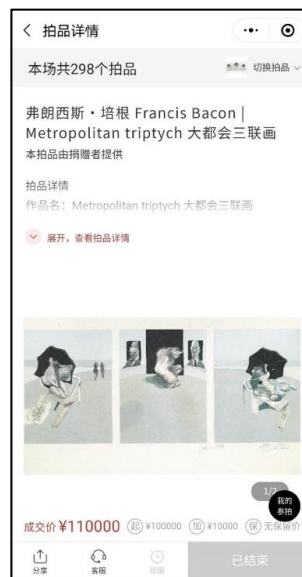 拍品详情
本场共298个拍品
切换拍品
弗朗西斯・培根 Francis Bacon |
Metropolitan triptych 大都会三联画
本拍品由捐赠者提供
拍品详情
作品名：Metropolitan triptych 大都会三联画
展开，查看拍品详情
1/2
我的
参拍
成交价 ¥110000 起 ¥100000 加 ¥10000 保 无保留价
分享 客服 提醒 已结束